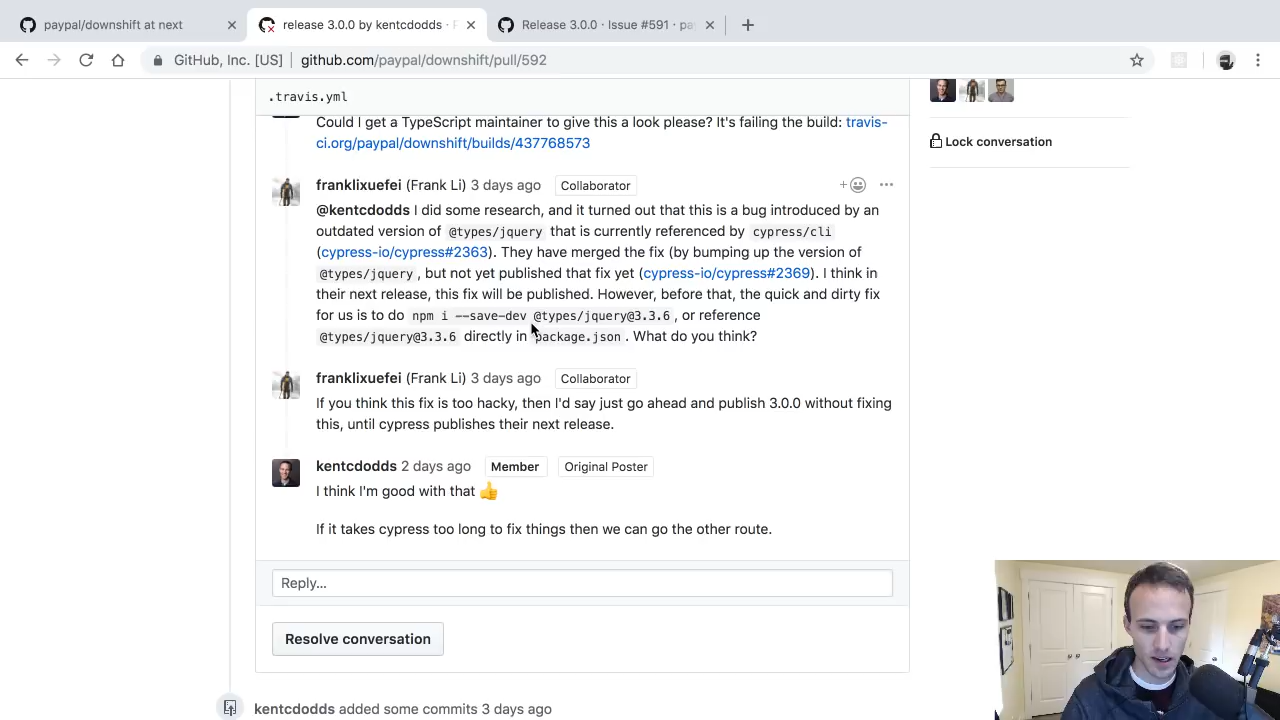 paypal/downshift at next
release 3.0.0 by kentcdodds ·
Release 3.0.0 · Issue #591 · pa
GitHub, Inc. [US]
github.com/paypal/downshift/pull/592
.travis.yml
Lock conversation
Could I get a TypeScript maintainer to give this a look please? It's failing the build: travis-
ci.org/paypal/downshift/builds/437768573
franklixuefei (Frank Li) 3 days ago Collaborator
@kentcdodds I did some research, and it turned out that this is a bug introduced by an
outdated version of @types/jquery that is currently referenced by cypress/cli
(cypress-io/cypress#2363). They have merged the fix (by bumping up the version of
@types/jquery, but not yet published that fix yet (cypress-io/cypress#2369). I think in
their next release, this fix will be published. However, before that, the quick and dirty fix
for us is to do npm i --save-dev @types/jquery@3.3.6, or reference
@types/jquery@3.3.6 directly in package.json. What do you think?
franklixuefei (Frank Li) 3 days ago Collaborator
If you think this fix is too hacky, then I'd say just go ahead and publish 3.0.0 without fixing
this, until cypress publishes their next release.
kentcdodds 2 days ago Member Original Poster
I think I'm good with that 👍
If it takes cypress too long to fix things then we can go the other route.
Reply...
Resolve conversation
kentcdodds added some commits 3 days ago